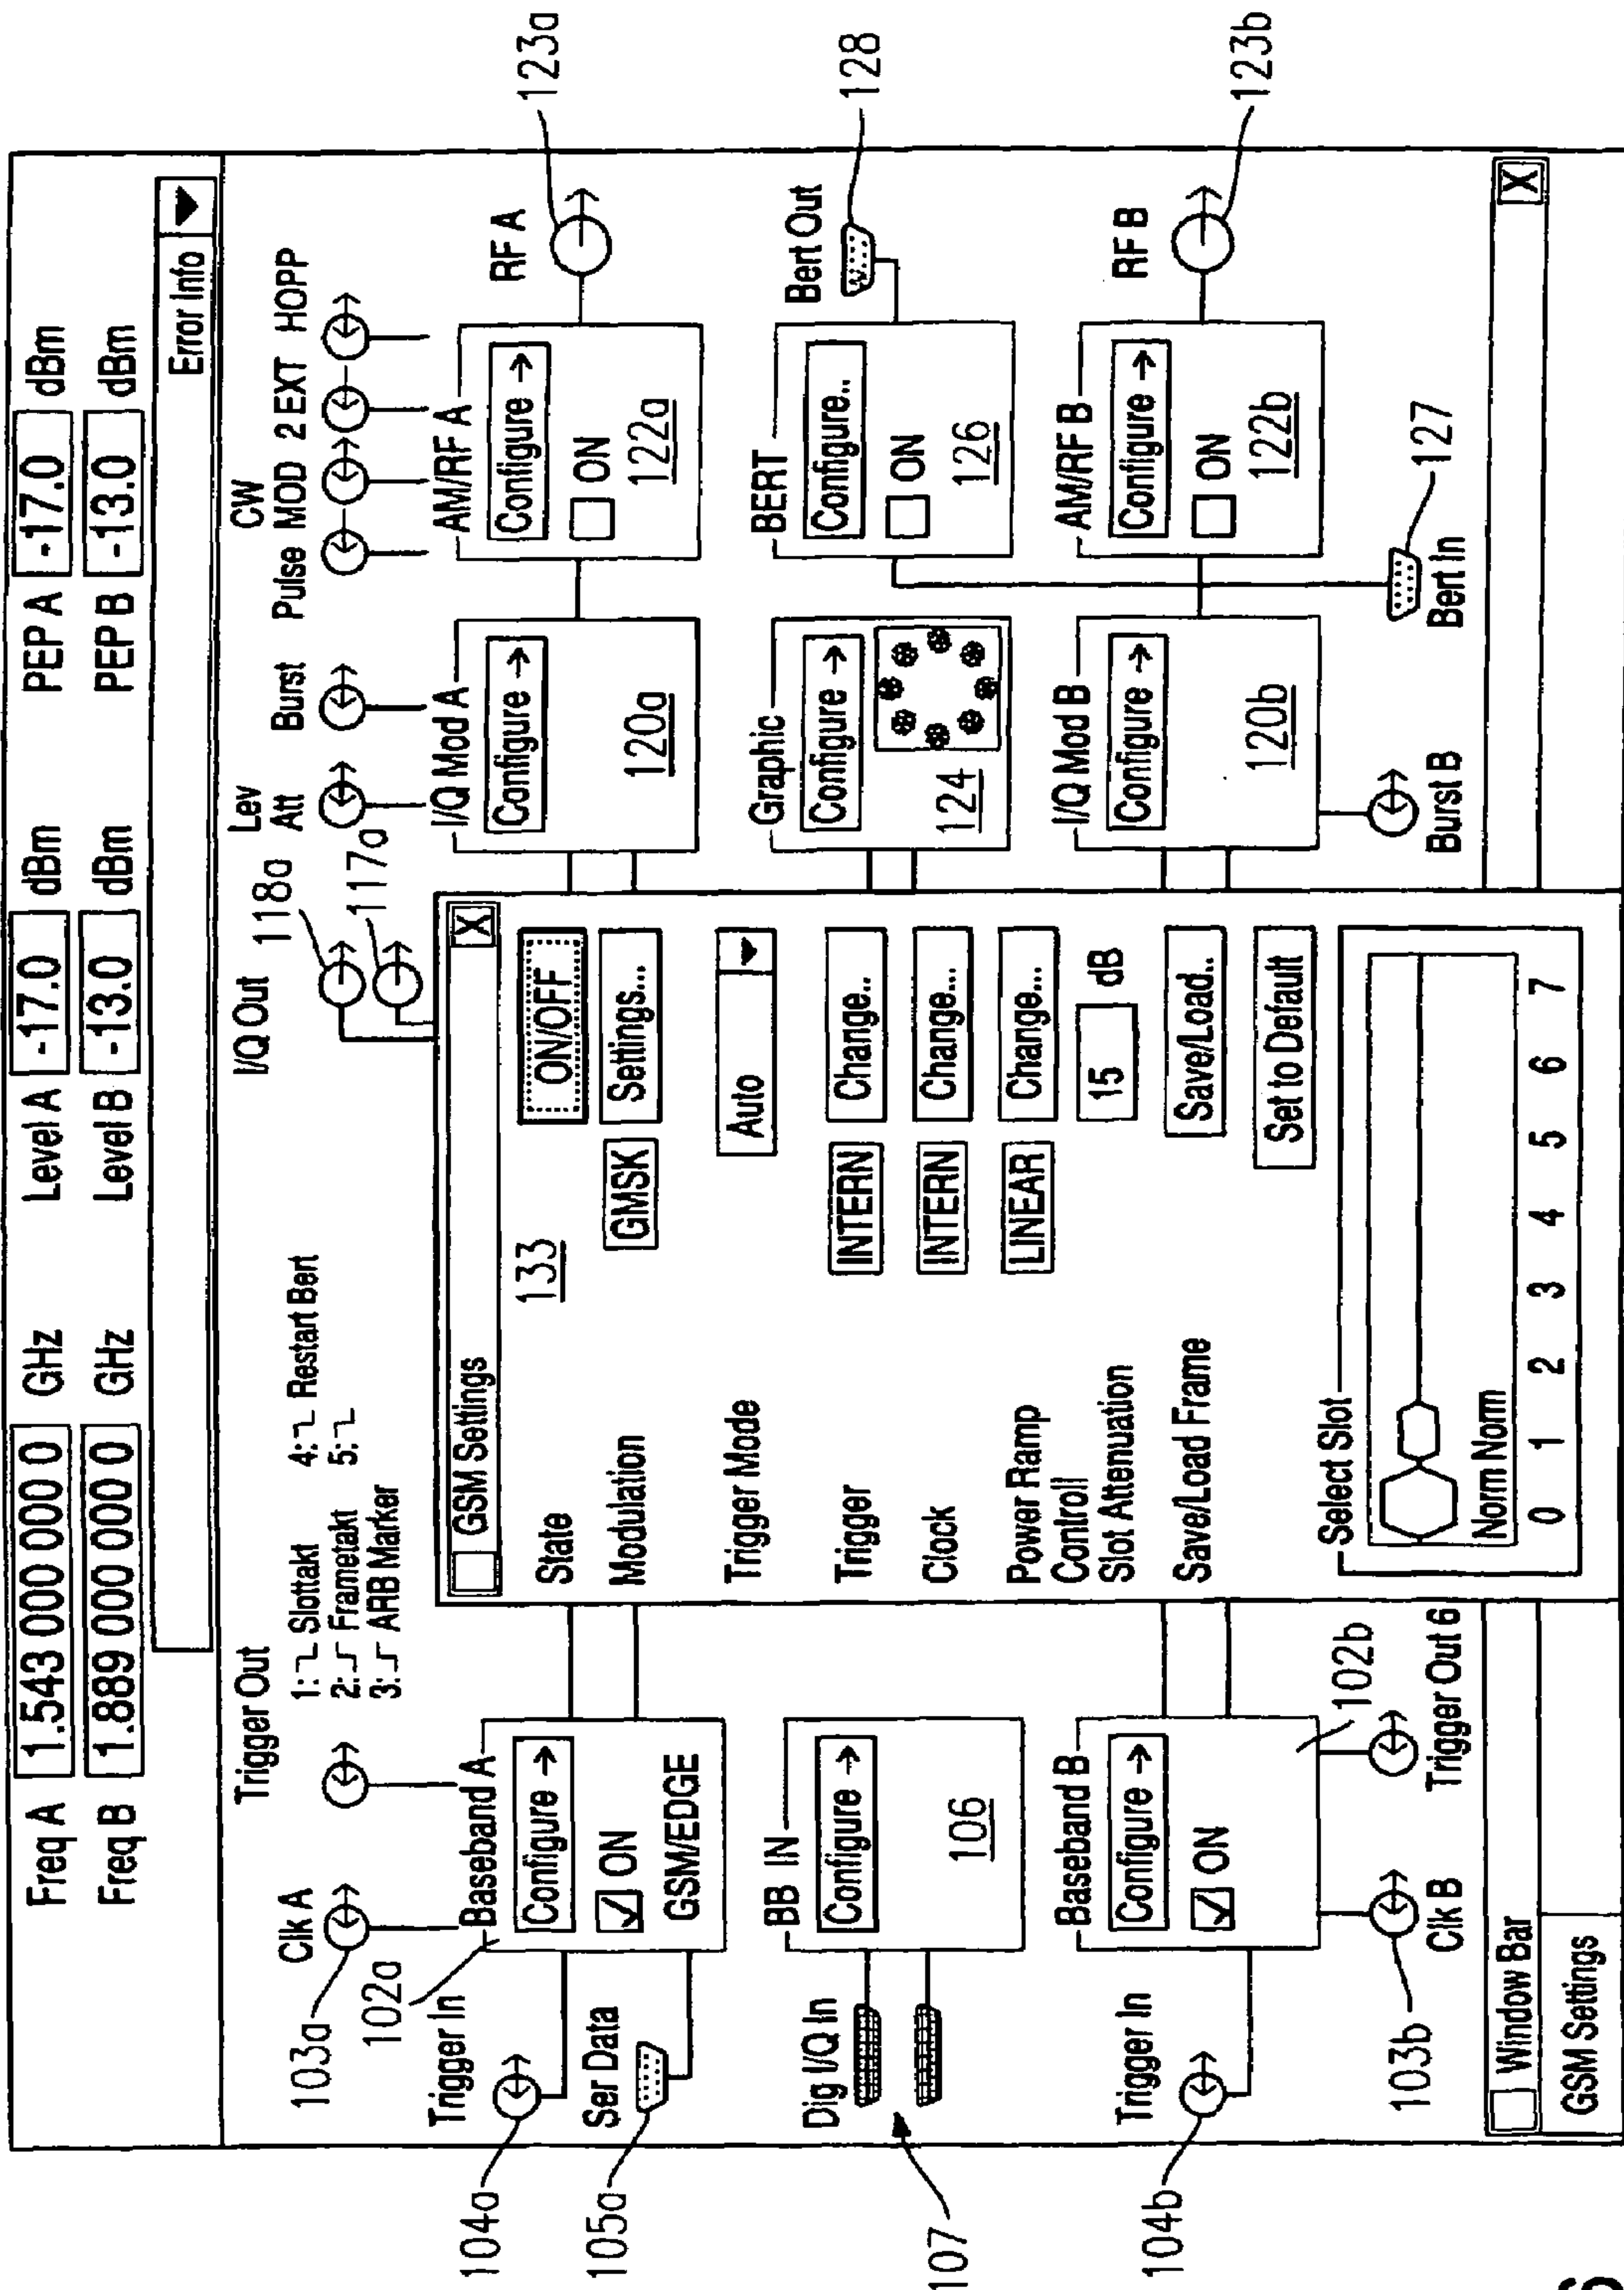 Freq A 1.543 000 000 0 GHz Level A -17.0 dBm PEP A -17.0 dBm
Freq B 1.889 000 000 0 GHz Level B -13.0 dBm PEP B -13.0 dBm
Error Info
Trigger Out
I/Q Out
Lev
Att
Burst
CW
Pulse MOD 2 EXT HOPP
Clk A
1: Slottakt
2: Frametakt
3: ARB Marker
4: Restart Bert
5:
103a
102a
118a
117a
123a
Trigger In
104a
Ser Data
105a
Baseband A
Configure →
ON
GSM/EDGE
I/Q Mod A
Configure →
120a
AM/RF A
Configure →
ON
122a
RF A
Dig I/Q In
107
BB IN
Configure →
106
Graphic
Configure →
124
BERT
Configure..
ON
126
Bert Out
128
Trigger In
104b
Baseband B
Configure →
ON
102b
I/Q Mod B
Configure →
120b
AM/RF B
Configure →
ON
122b
RF B
123b
103b
Clk B
Trigger Out 6
Burst B
Bert In
127
GSM Settings X
133
State ON/OFF
Modulation GMSK Settings...
Trigger Mode Auto
Trigger INTERN Change..
Clock INTERN Change...
Power Ramp
Controll LINEAR Change...
Slot Attenuation 15 dB
Save/Load Frame Save/Load..
Set to Default
Select Slot
Norm Norm
0 1 2 3 4 5 6 7
Window Bar X
GSM Settings